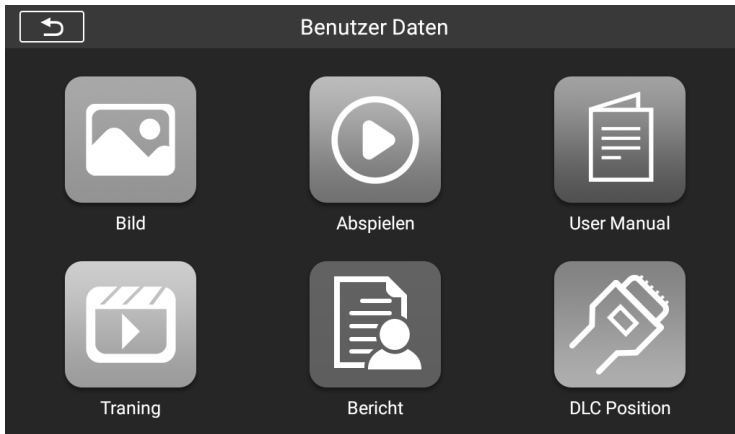 Benutzer Daten
Bild
Abspielen
User Manual
Traning
Bericht
DLC Position